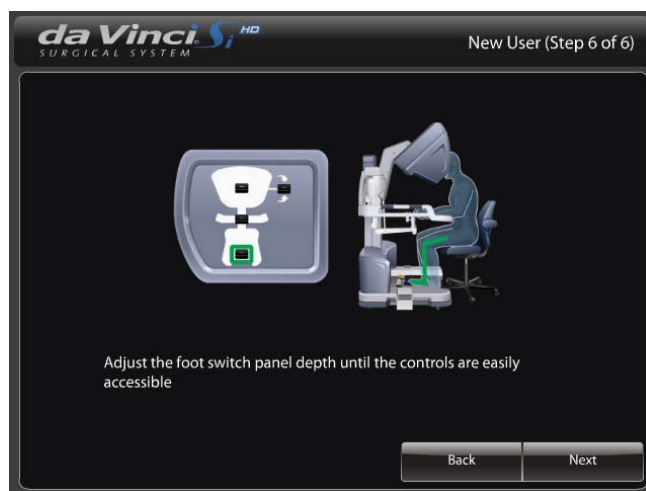 da Vinci Si HD
SURGICAL SYSTEM
New User (Step 6 of 6)
Adjust the foot switch panel depth until the controls are easily
accessible
Back
Next